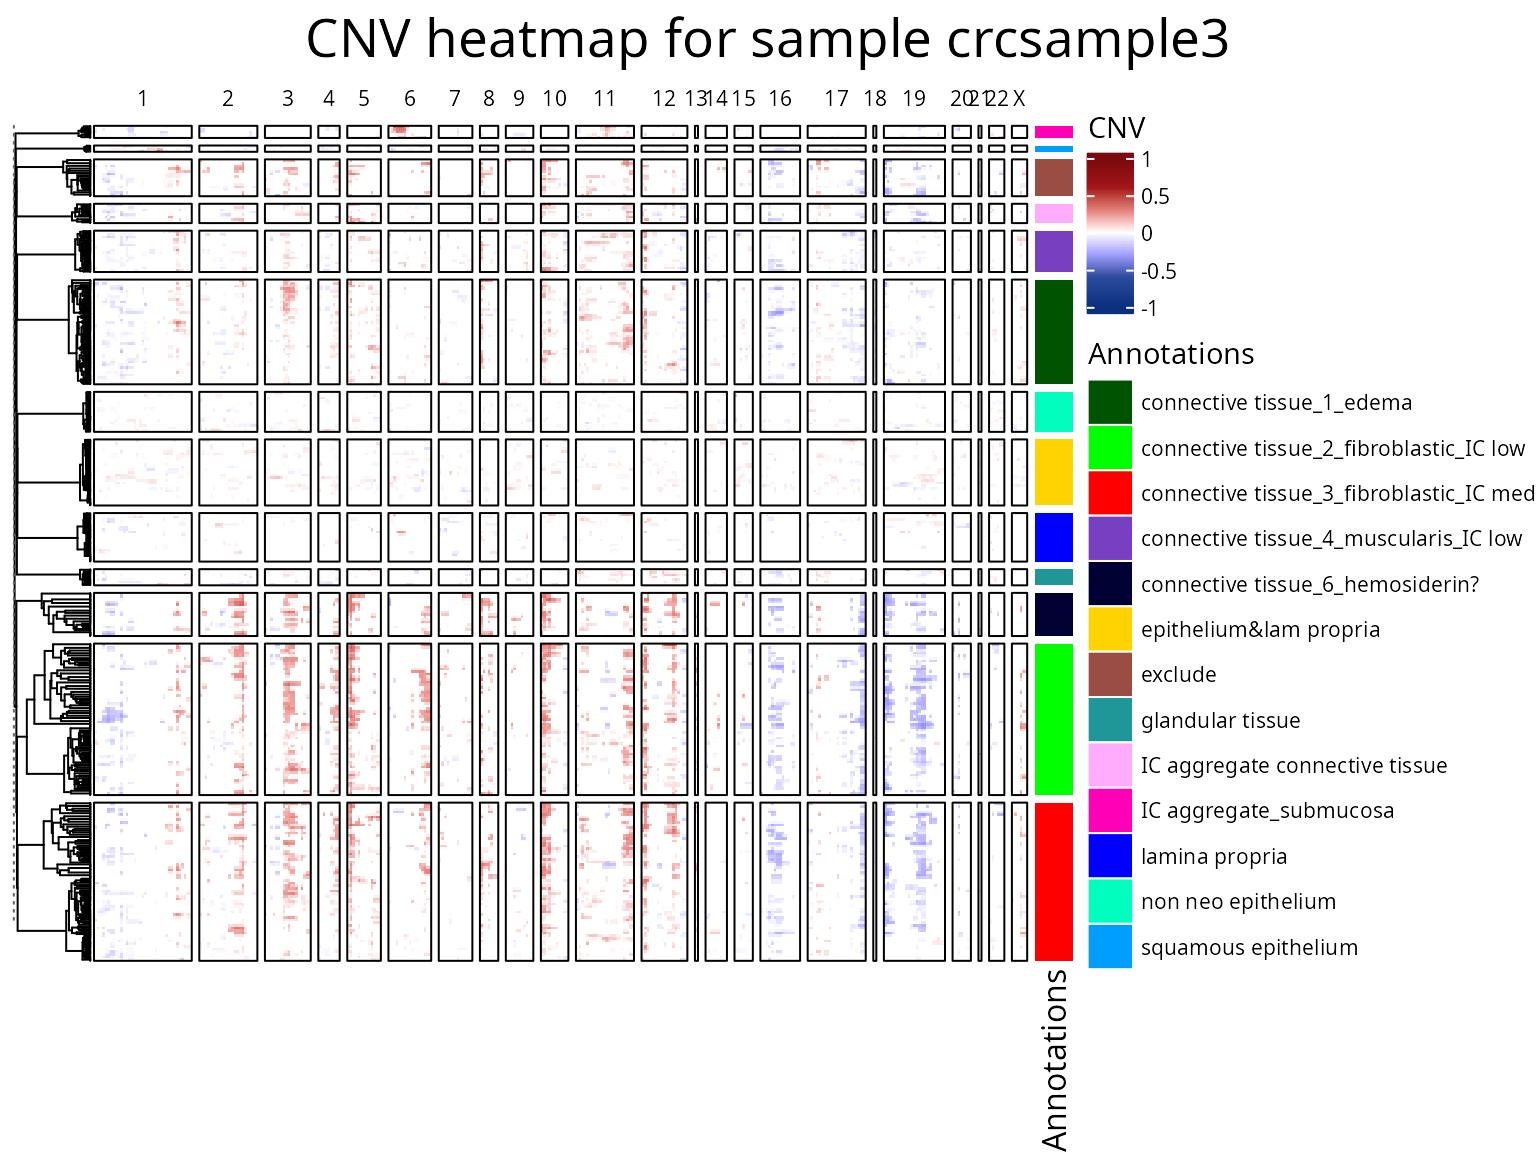 CNV heatmap for sample crcsample3
1 2 3 4 5 6 7 8 9 10 11 12 13 14 15 16 17 18 19 20 21 22 X
CNV
1
0.5
0
-0.5
-1
Annotations
connective tissue_1_edema
connective tissue_2_fibroblastic_IC low
connective tissue_3_fibroblastic_IC med
connective tissue_4_muscularis_IC low
connective tissue_6_hemosiderin?
epithelium&lam propria
exclude
glandular tissue
IC aggregate connective tissue
IC aggregate_submucosa
lamina propria
non neo epithelium
squamous epithelium
Annotations